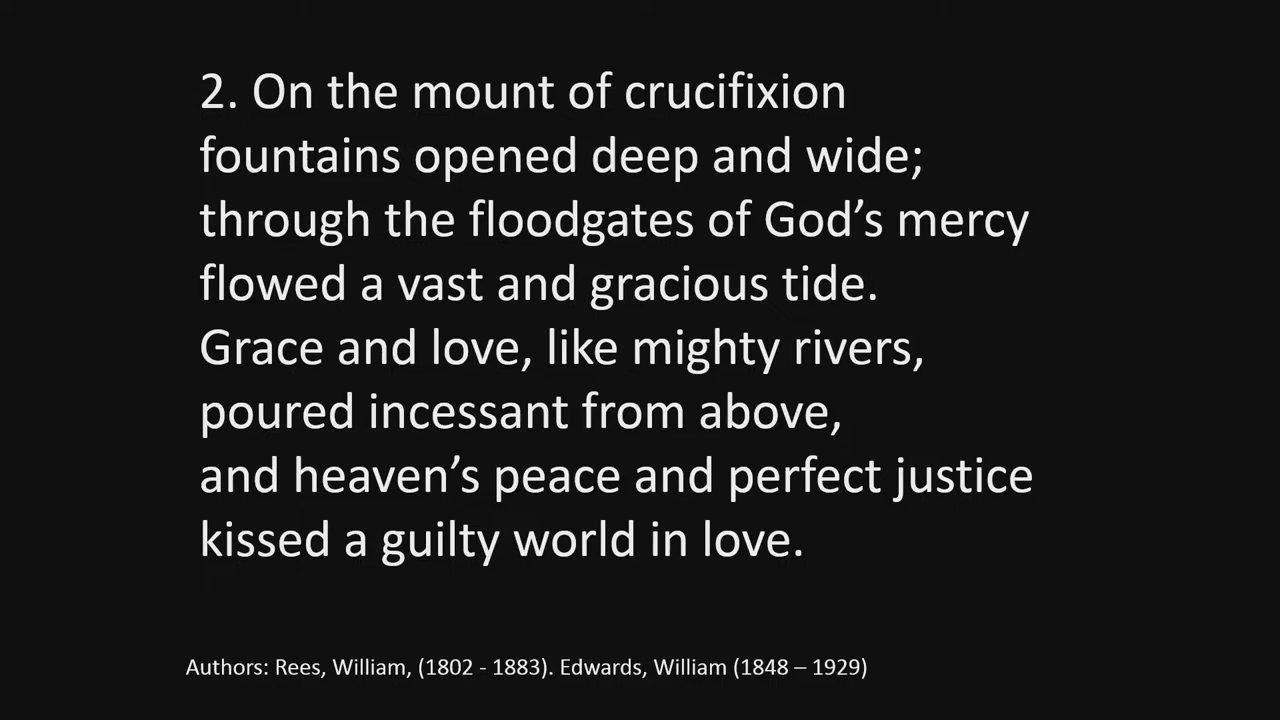 2. On the mount of crucifixion
fountains opened deep and wide;
through the floodgates of God’s mercy
flowed a vast and gracious tide.
Grace and love, like mighty rivers,
poured incessant from above,
and heaven’s peace and perfect justice
kissed a guilty world in love.
Authors: Rees, William, (1802 - 1883). Edwards, William (1848 – 1929)